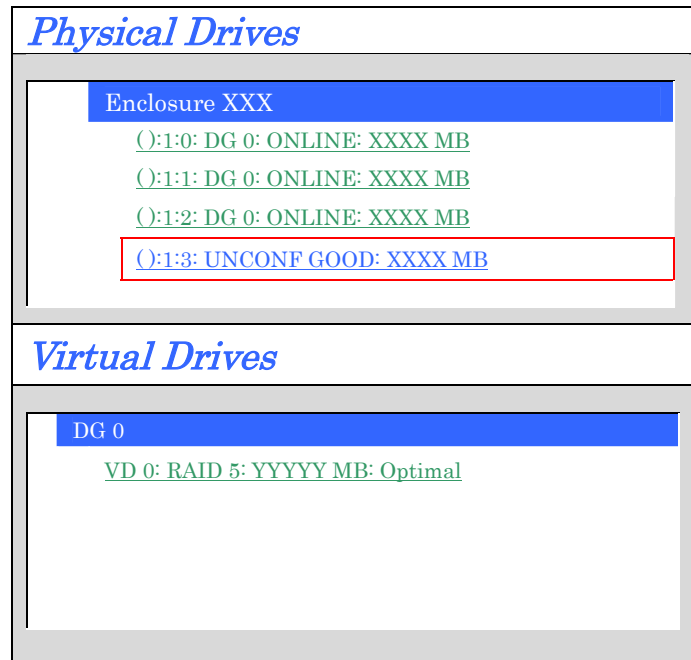 Physical Drives
Enclosure XXX
( ):1:0: DG 0: ONLINE: XXXX MB
( ):1:1: DG 0: ONLINE: XXXX MB
( ):1:2: DG 0: ONLINE: XXXX MB
( ):1:3: UNCONF GOOD: XXXX MB
Virtual Drives
DG 0
VD 0: RAID 5: YYYYY MB: Optimal